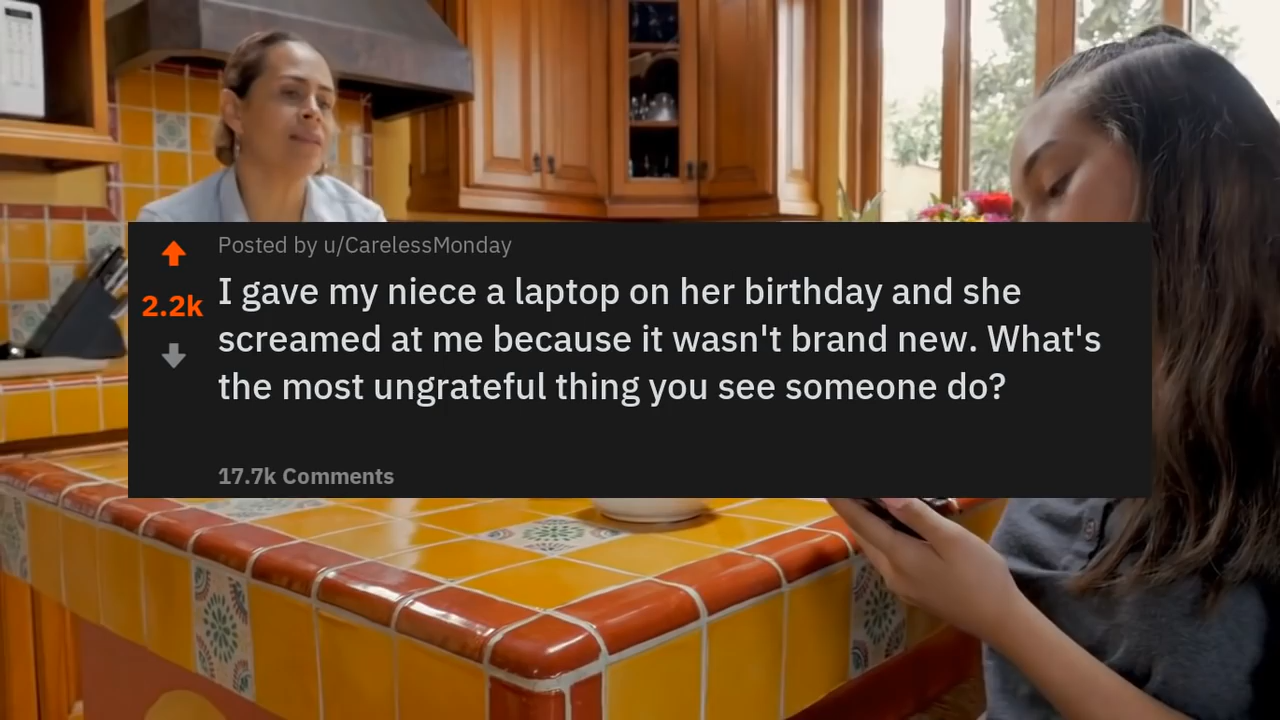 Posted by u/CarelessMonday
2.2k
I gave my niece a laptop on her birthday and she
screamed at me because it wasn't brand new. What's
the most ungrateful thing you see someone do?
17.7k Comments